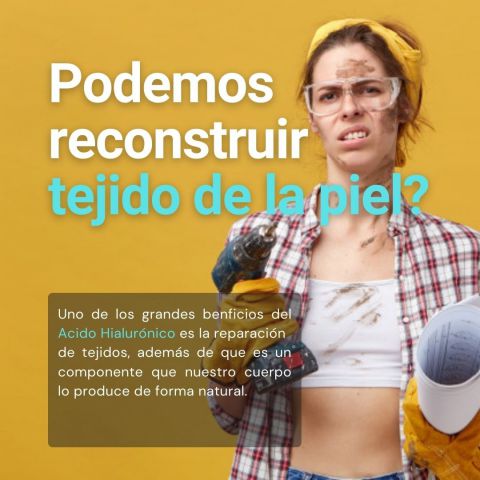 Podemos
reconstruir
tejido de la piel?
Uno de los grandes benficios del
Acido Hialurónico es la reparación
de tejidos, además de que es un
componente que nuestro cuerpo
lo produce de forma natural.